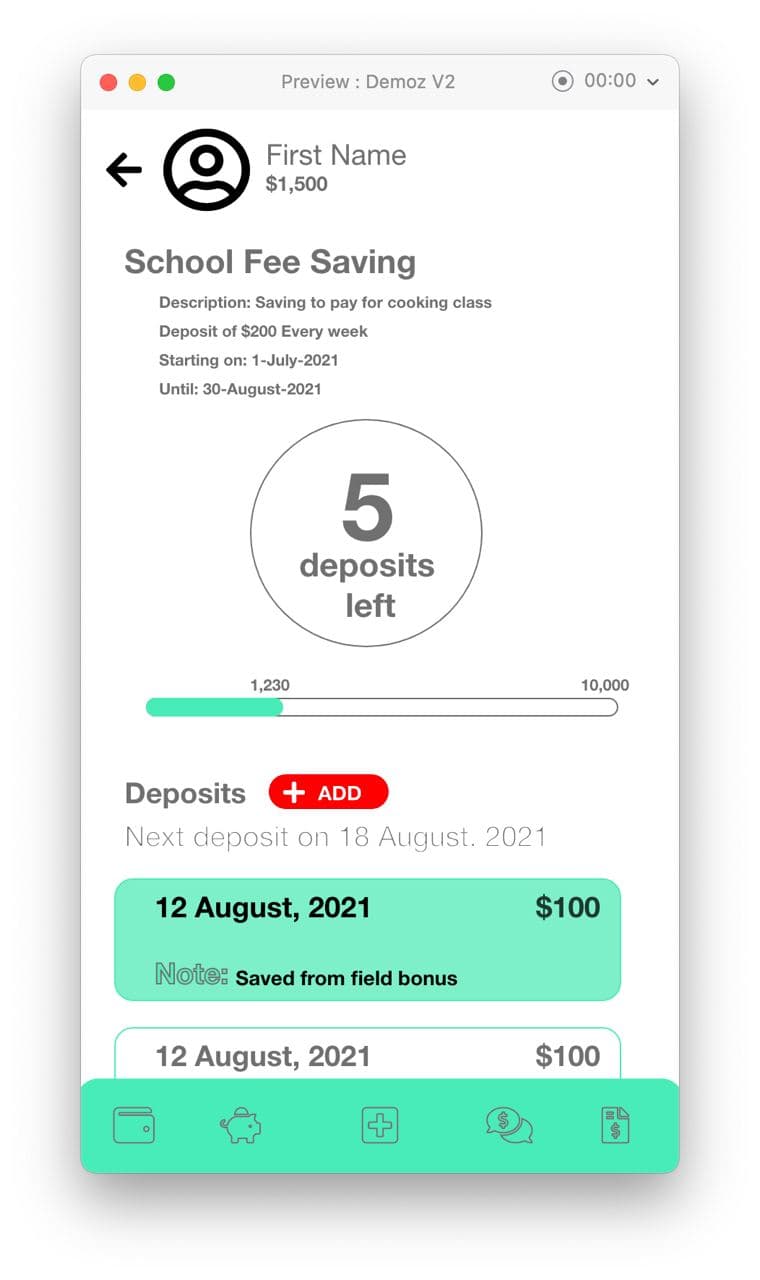 Preview : Demoz V2
00:00
First Name
$1,500
School Fee Saving
Description: Saving to pay for cooking class
Deposit of $200 Every week
Starting on: 1-July-2021
Until: 30-August-2021
5
deposits
left
1,230
10,000
Deposits
ADD
Next deposit on 18 August. 2021
12 August, 2021
$100
Note: Saved from field bonus
12 August, 2021
$100
$
$